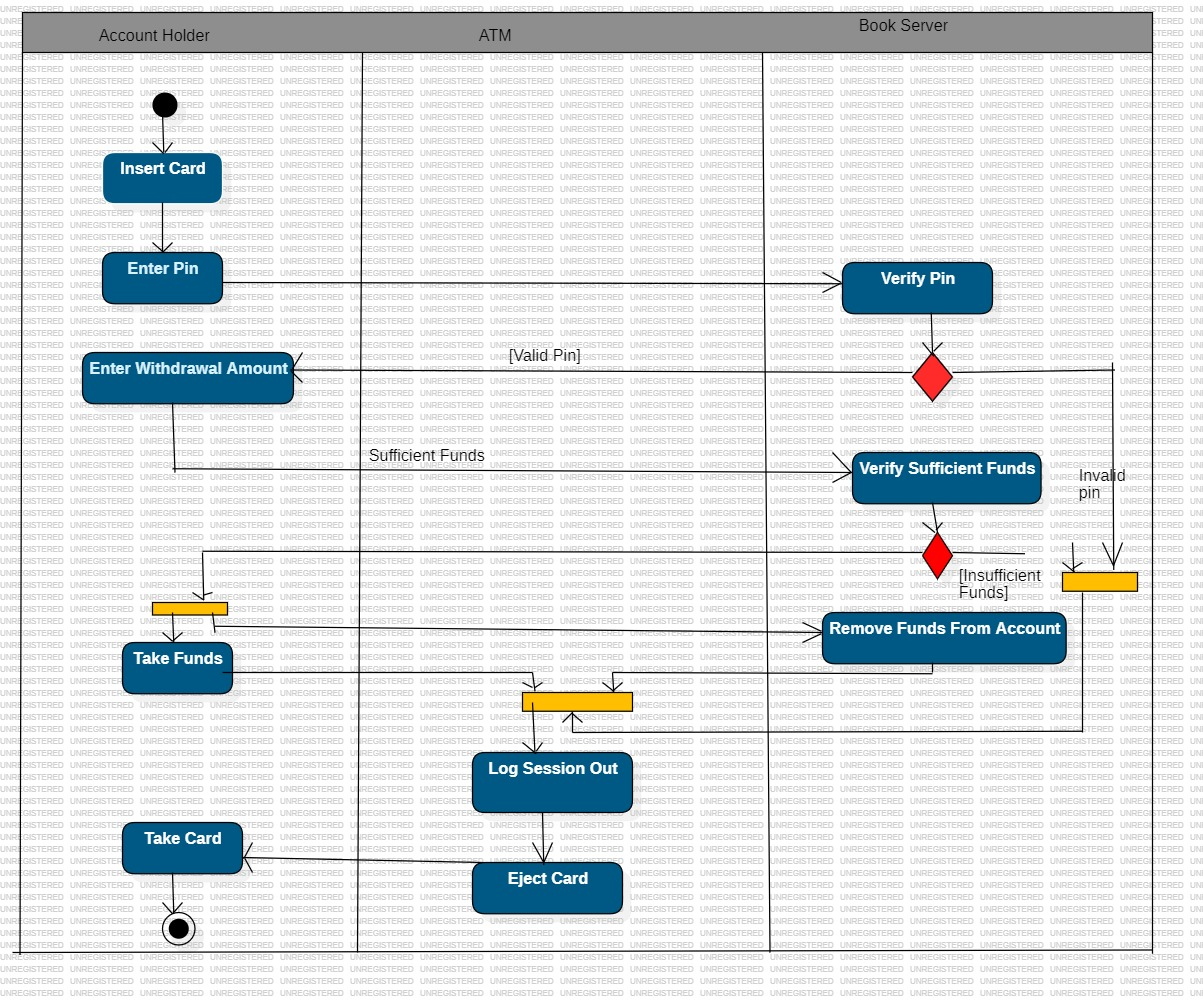 Account Holder
ATM
Book Server
Insert Card
Enter Pin
Verify Pin
[Valid Pin]
Enter Withdrawal Amount
Sufficient Funds
Verify Sufficient Funds
Invalid
pin
[Insufficient
Funds]
Remove Funds From Account
Take Funds
Log Session Out
Take Card
Eject Card
UNREGISTERED